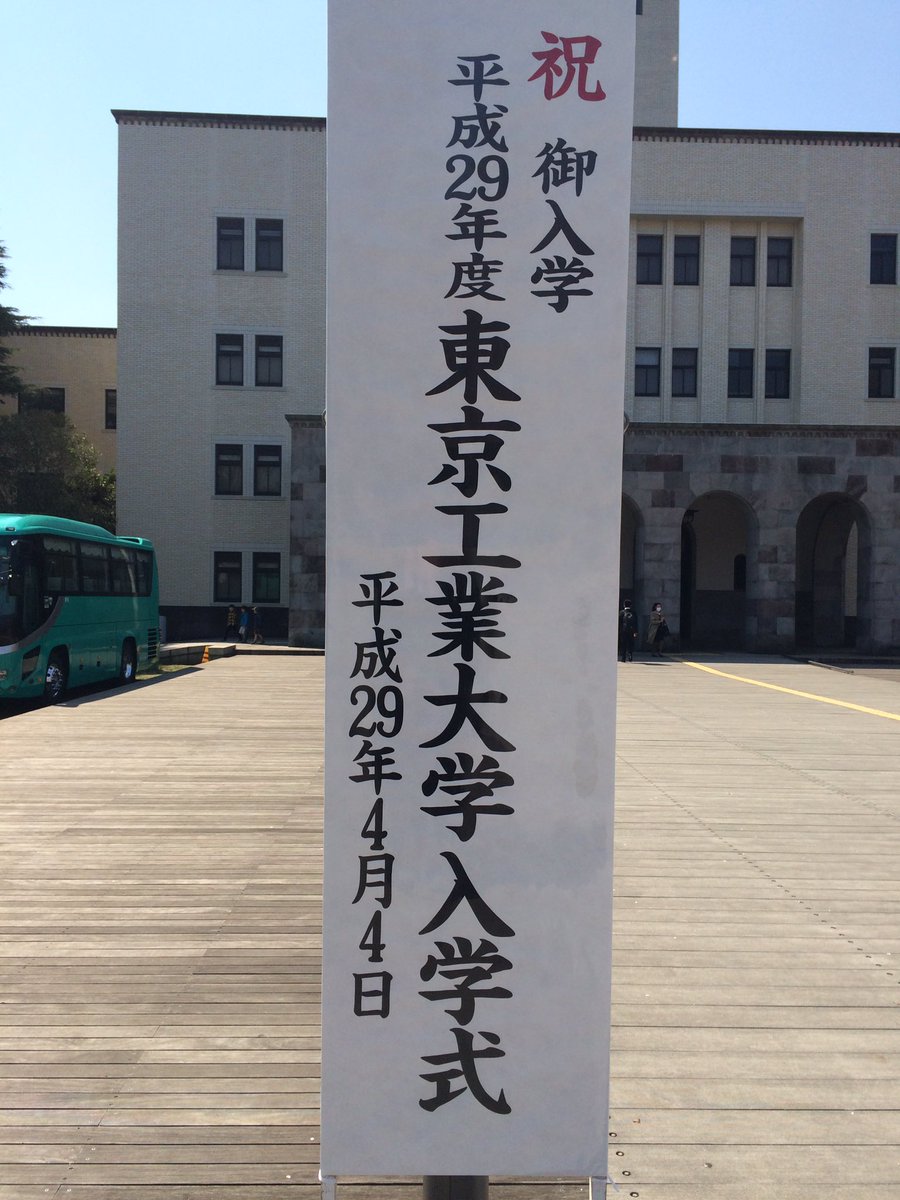 祝 御入学
平成29年度 東京工業大学入学式
平成29年4月4日